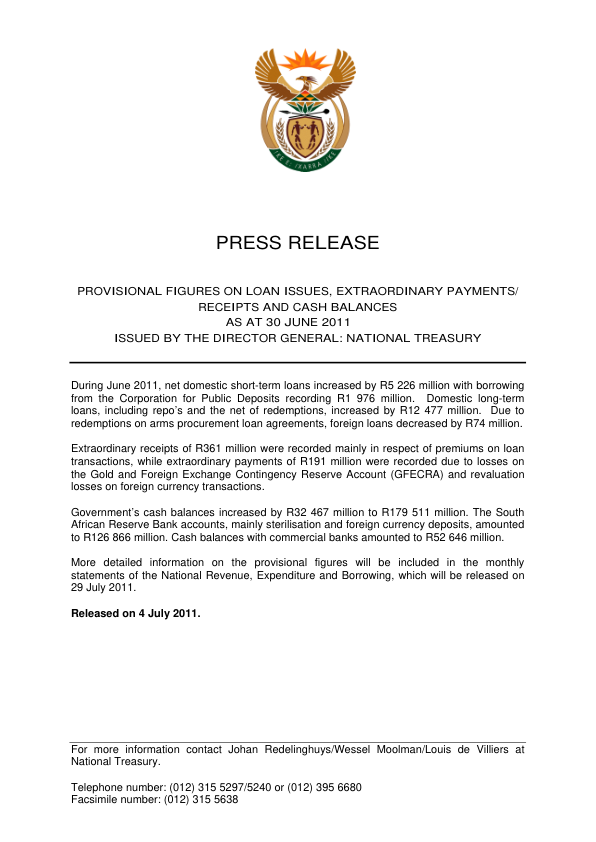 !KE E: /XARRA //KE
PRESS RELEASE
PROVISIONAL FIGURES ON LOAN ISSUES, EXTRAORDINARY PAYMENTS/
RECEIPTS AND CASH BALANCES
AS AT 30 JUNE 2011
ISSUED BY THE DIRECTOR GENERAL: NATIONAL TREASURY
During June 2011, net domestic short-term loans increased by R5 226 million with borrowing
from the Corporation for Public Deposits recording R1 976 million. Domestic long-term
loans, including repo's and the net of redemptions, increased by R12 477 million. Due to
redemptions on arms procurement loan agreements, foreign loans decreased by R74 million.
Extraordinary receipts of R361 million were recorded mainly in respect of premiums on loan
transactions, while extraordinary payments of R191 million were recorded due to losses on
the Gold and Foreign Exchange Contingency Reserve Account (GFECRA) and revaluation
losses on foreign currency transactions.
Government's cash balances increased by R32 467 million to R179 511 million. The South
African Reserve Bank accounts, mainly sterilisation and foreign currency deposits, amounted
to R126 866 million. Cash balances with commercial banks amounted to R52 646 million.
More detailed information on the provisional figures will be included in the monthly
statements of the National Revenue, Expenditure and Borrowing, which will be released on
29 July 2011.
Released on 4 July 2011.
For more information contact Johan Redelinghuys/Wessel Moolman/Louis de Villiers at
National Treasury.
Telephone number: (012) 315 5297/5240 or (012) 395 6680
Facsimile number: (012) 315 5638